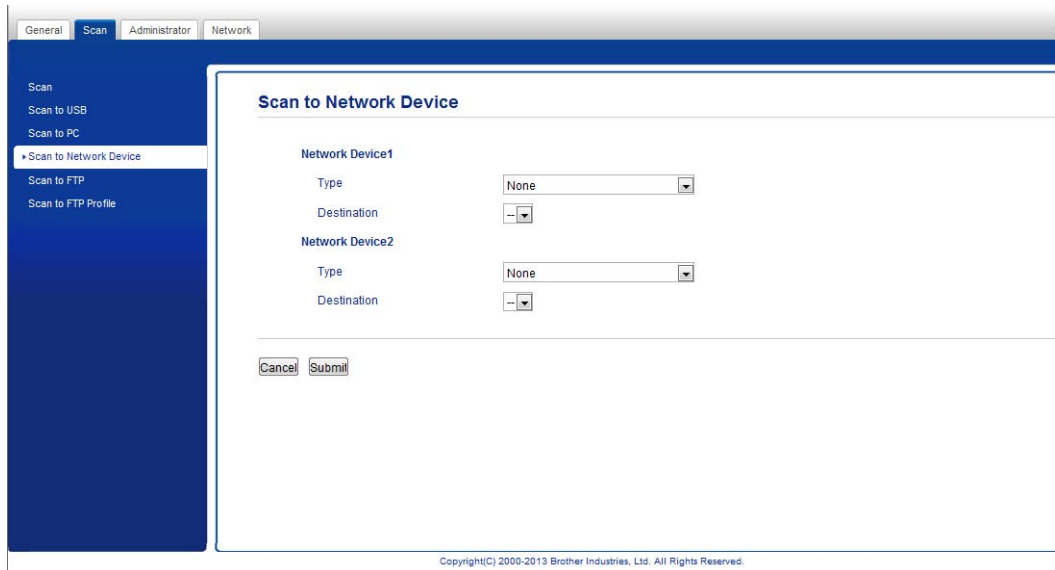 General Scan Administrator Network
Scan
Scan to USB
Scan to PC
Scan to Network Device
Scan to FTP
Scan to FTP Profile
Scan to Network Device
Network Device1
Type None
Destination --
Network Device2
Type None
Destination --
Cancel Submit
Copyright(C) 2000-2013 Brother Industries, Ltd. All Rights Reserved.